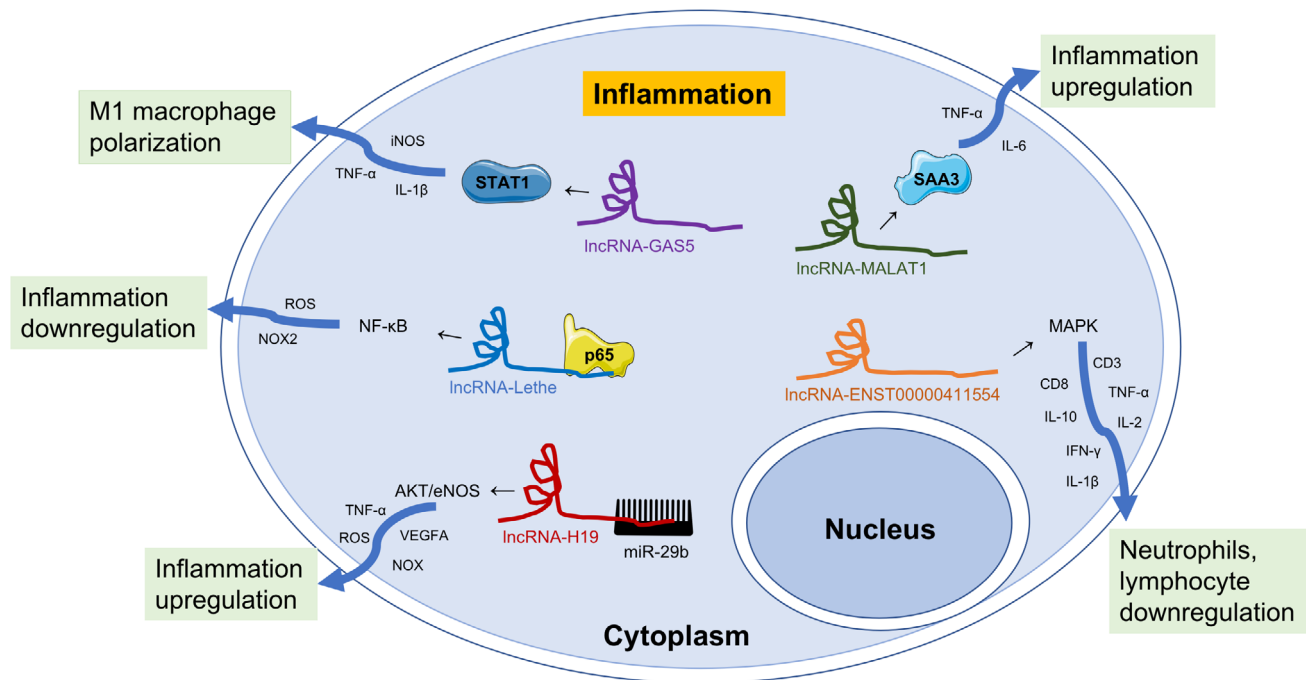 Inflammation
M1 macrophage
polarization
iNOS
TNF-α
IL-1β
STAT1
←
lncRNA-GAS5
Inflammation
upregulation
TNF-α
IL-6
SAA3
lncRNA-MALAT1
Inflammation
downregulation
ROS
NOX2
NF-κB
←
p65
lncRNA-Lethe
MAPK
lncRNA-ENST00000411554
CD3
CD8
TNF-α
IL-10
IL-2
IFN-γ
IL-1β
Neutrophils,
lymphocyte
downregulation
AKT/eNOS
←
TNF-α
ROS
VEGFA
NOX
lncRNA-H19
miR-29b
Inflammation
upregulation
Nucleus
Cytoplasm